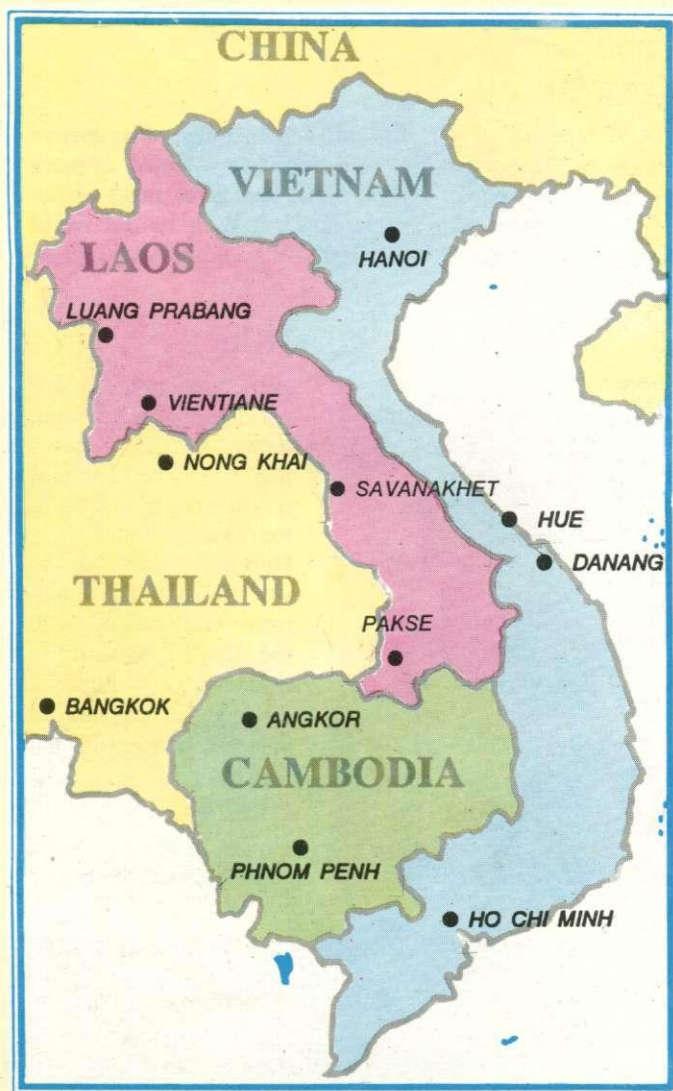 CHINA
VIETNAM
HANOI
LAOS
LUANG PRABANG
VIENTIANE
NONG KHAI
SAVANAKHET
HUE
DANANG
THAILAND
PAKSE
BANGKOK
ANGKOR
CAMBODIA
PHNOM PENH
HO CHI MINH